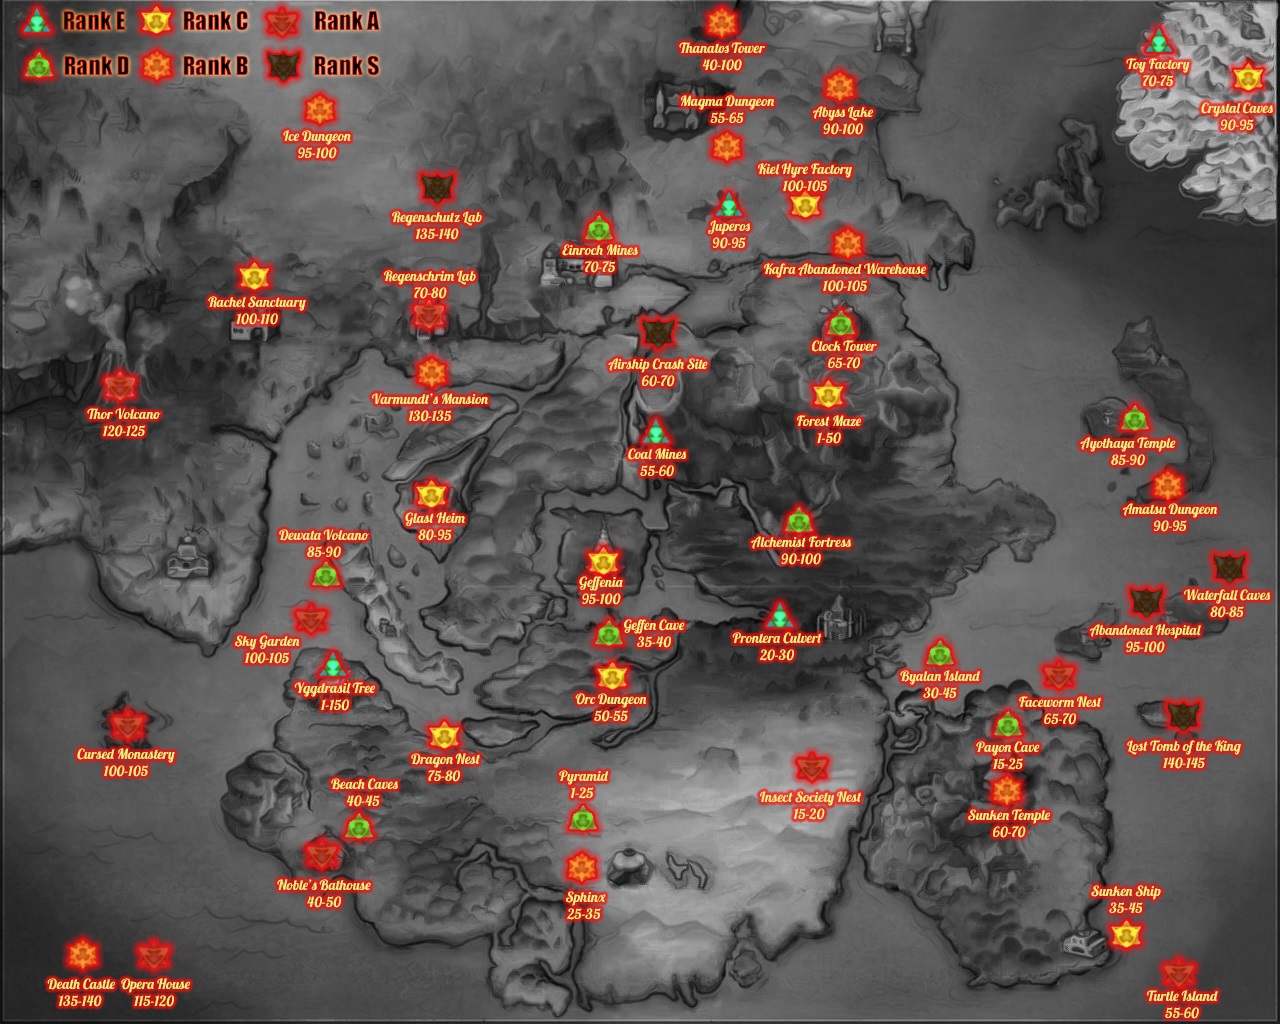 Rank E
Rank C
Rank A
Rank D
Rank B
Rank S
Thanatos Tower
40-100
Toy Factory
70-75
Crystal Caves
90-95
Magma Dungeon
55-65
Abyss Lake
90-100
Ice Dungeon
95-100
Kiel Hyre Factory
100-105
Regenschutz Lab
135-140
Juperos
90-95
Einroch Mines
70-75
Kafra Abandoned Warehouse
100-105
Regenschrim Lab
70-80
Rachel Sanctuary
100-110
Clock Tower
65-70
Airship Crash Site
60-70
Varmundt's Mansion
130-135
Thor Volcano
120-125
Forest Maze
1-50
Ayothaya Temple
85-90
Coal Mines
55-60
Amatsu Dungeon
90-95
Glast Heim
80-95
Dewata Volcano
85-90
Alchemist Fortress
90-100
Geffenia
95-100
Waterfall Caves
80-85
Geffen Cave
35-40
Abandoned Hospital
95-100
Sky Garden
100-105
Prontera Culvert
20-30
Byalan Island
30-45
Yggdrasil Tree
1-150
Orc Dungeon
50-55
Faceworm Nest
65-70
Cursed Monastery
100-105
Payon Cave
15-25
Lost Tomb of the King
140-145
Dragon Nest
75-80
Beach Caves
40-45
Pyramid
1-25
Insect Society Nest
15-20
Sunken Temple
60-70
Noble's Bathouse
40-50
Sphinx
25-35
Sunken Ship
35-45
Death Castle
135-140
Opera House
115-120
Turtle Island
55-60